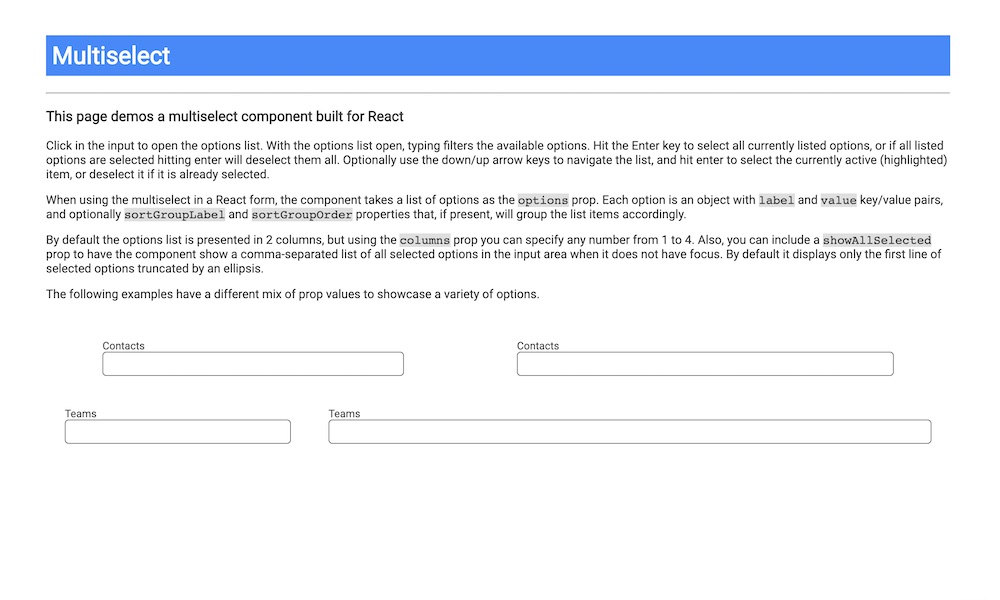 Multiselect
This page demos a multiselect component built for React
Click in the input to open the options list. With the options list open, typing filters the available options. Hit the Enter key to select all currently listed options, or if all listed
options are selected hitting enter will deselect them all. Optionally use the down/up arrow keys to navigate the list, and hit enter to select the currently active (highlighted)
item, or deselect it if it is already selected.
When using the multiselect in a React form, the component takes a list of options as the options prop. Each option is an object with label and value key/value pairs,
and optionally sortGroupLabel and sortGroupOrder properties that, if present, will group the list items accordingly.
By default the options list is presented in 2 columns, but using the columns prop you can specify any number from 1 to 4. Also, you can include a showAllSelected
prop to have the component show a comma-separated list of all selected options in the input area when it does not have focus. By default it displays only the first line of
selected options truncated by an ellipsis.
The following examples have a different mix of prop values to showcase a variety of options.
Contacts
Contacts
Teams
Teams